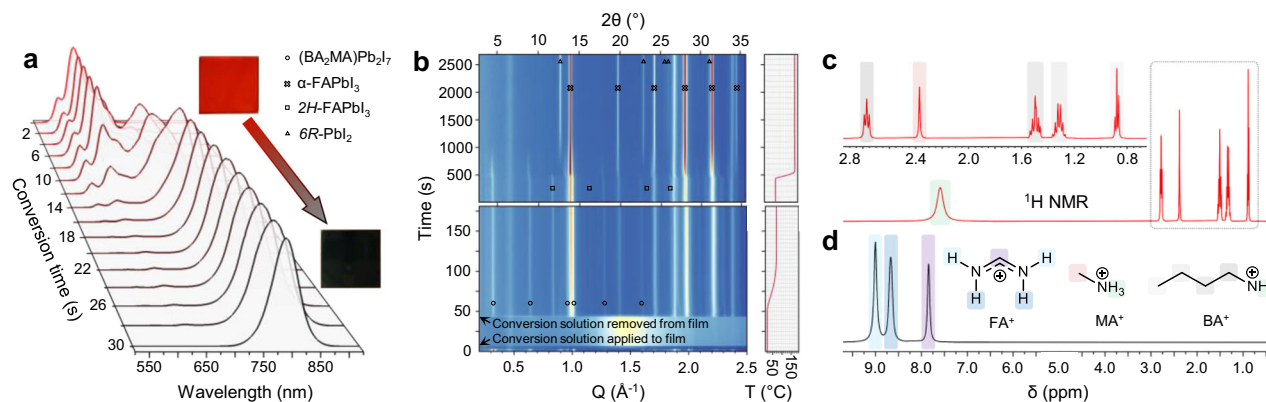 a
(BA₂MA)Pb₂I₇
α-FAPbI₃
2H-FAPbI₃
6R-PbI₂
2
6
10
14
18
22
26
30
Conversion time (s)
550 650 750 850
Wavelength (nm)
b
2θ (°)
5 10 15 20 25 30 35
2500
2000
1500
1000
500
150
100
50
0
Time (s)
Conversion solution removed from film
Conversion solution applied to film
0.5 1.0 1.5 2.0 2.5
Q (Å⁻¹)
50 150
T (°C)
c
2.8 2.4 2.0 1.6 1.2 0.8
¹H NMR
d
H H
N N
H H
FA⁺
NH₃
MA⁺
NH
BA⁺
9.0 8.0 7.0 6.0 5.0 4.0 3.0 2.0 1.0
δ (ppm)